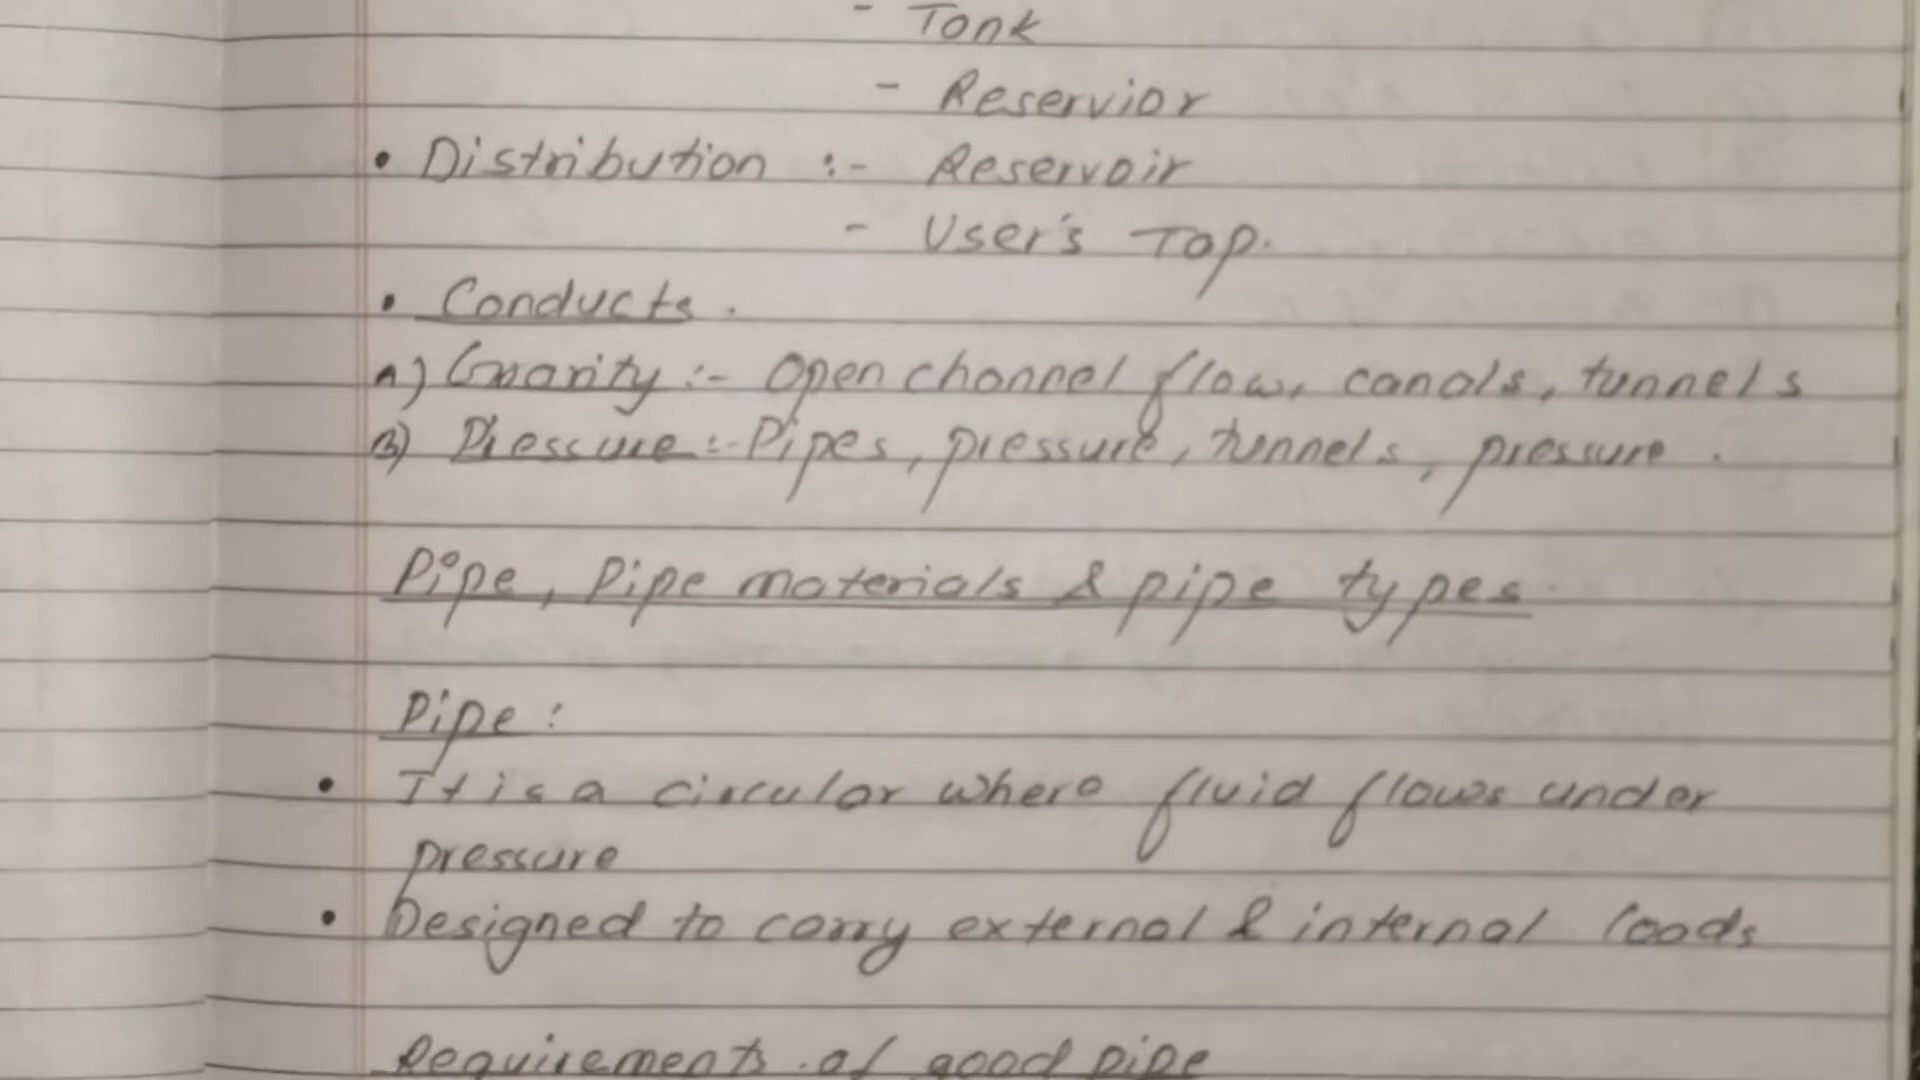 - Tank
- Reservior
• Distribution :- Reservoir
- User's Tap.
• Conducts.
A) Gravity :- Open channel flow, canals, tunnels
B) Pressure :- Pipes, pressure, tunnels, pressure.
Pipe, Pipe materials & pipe types
Pipe:
• It is a circular where fluid flows under
pressure
• Designed to carry external & internal loads
Requirements of good pipe